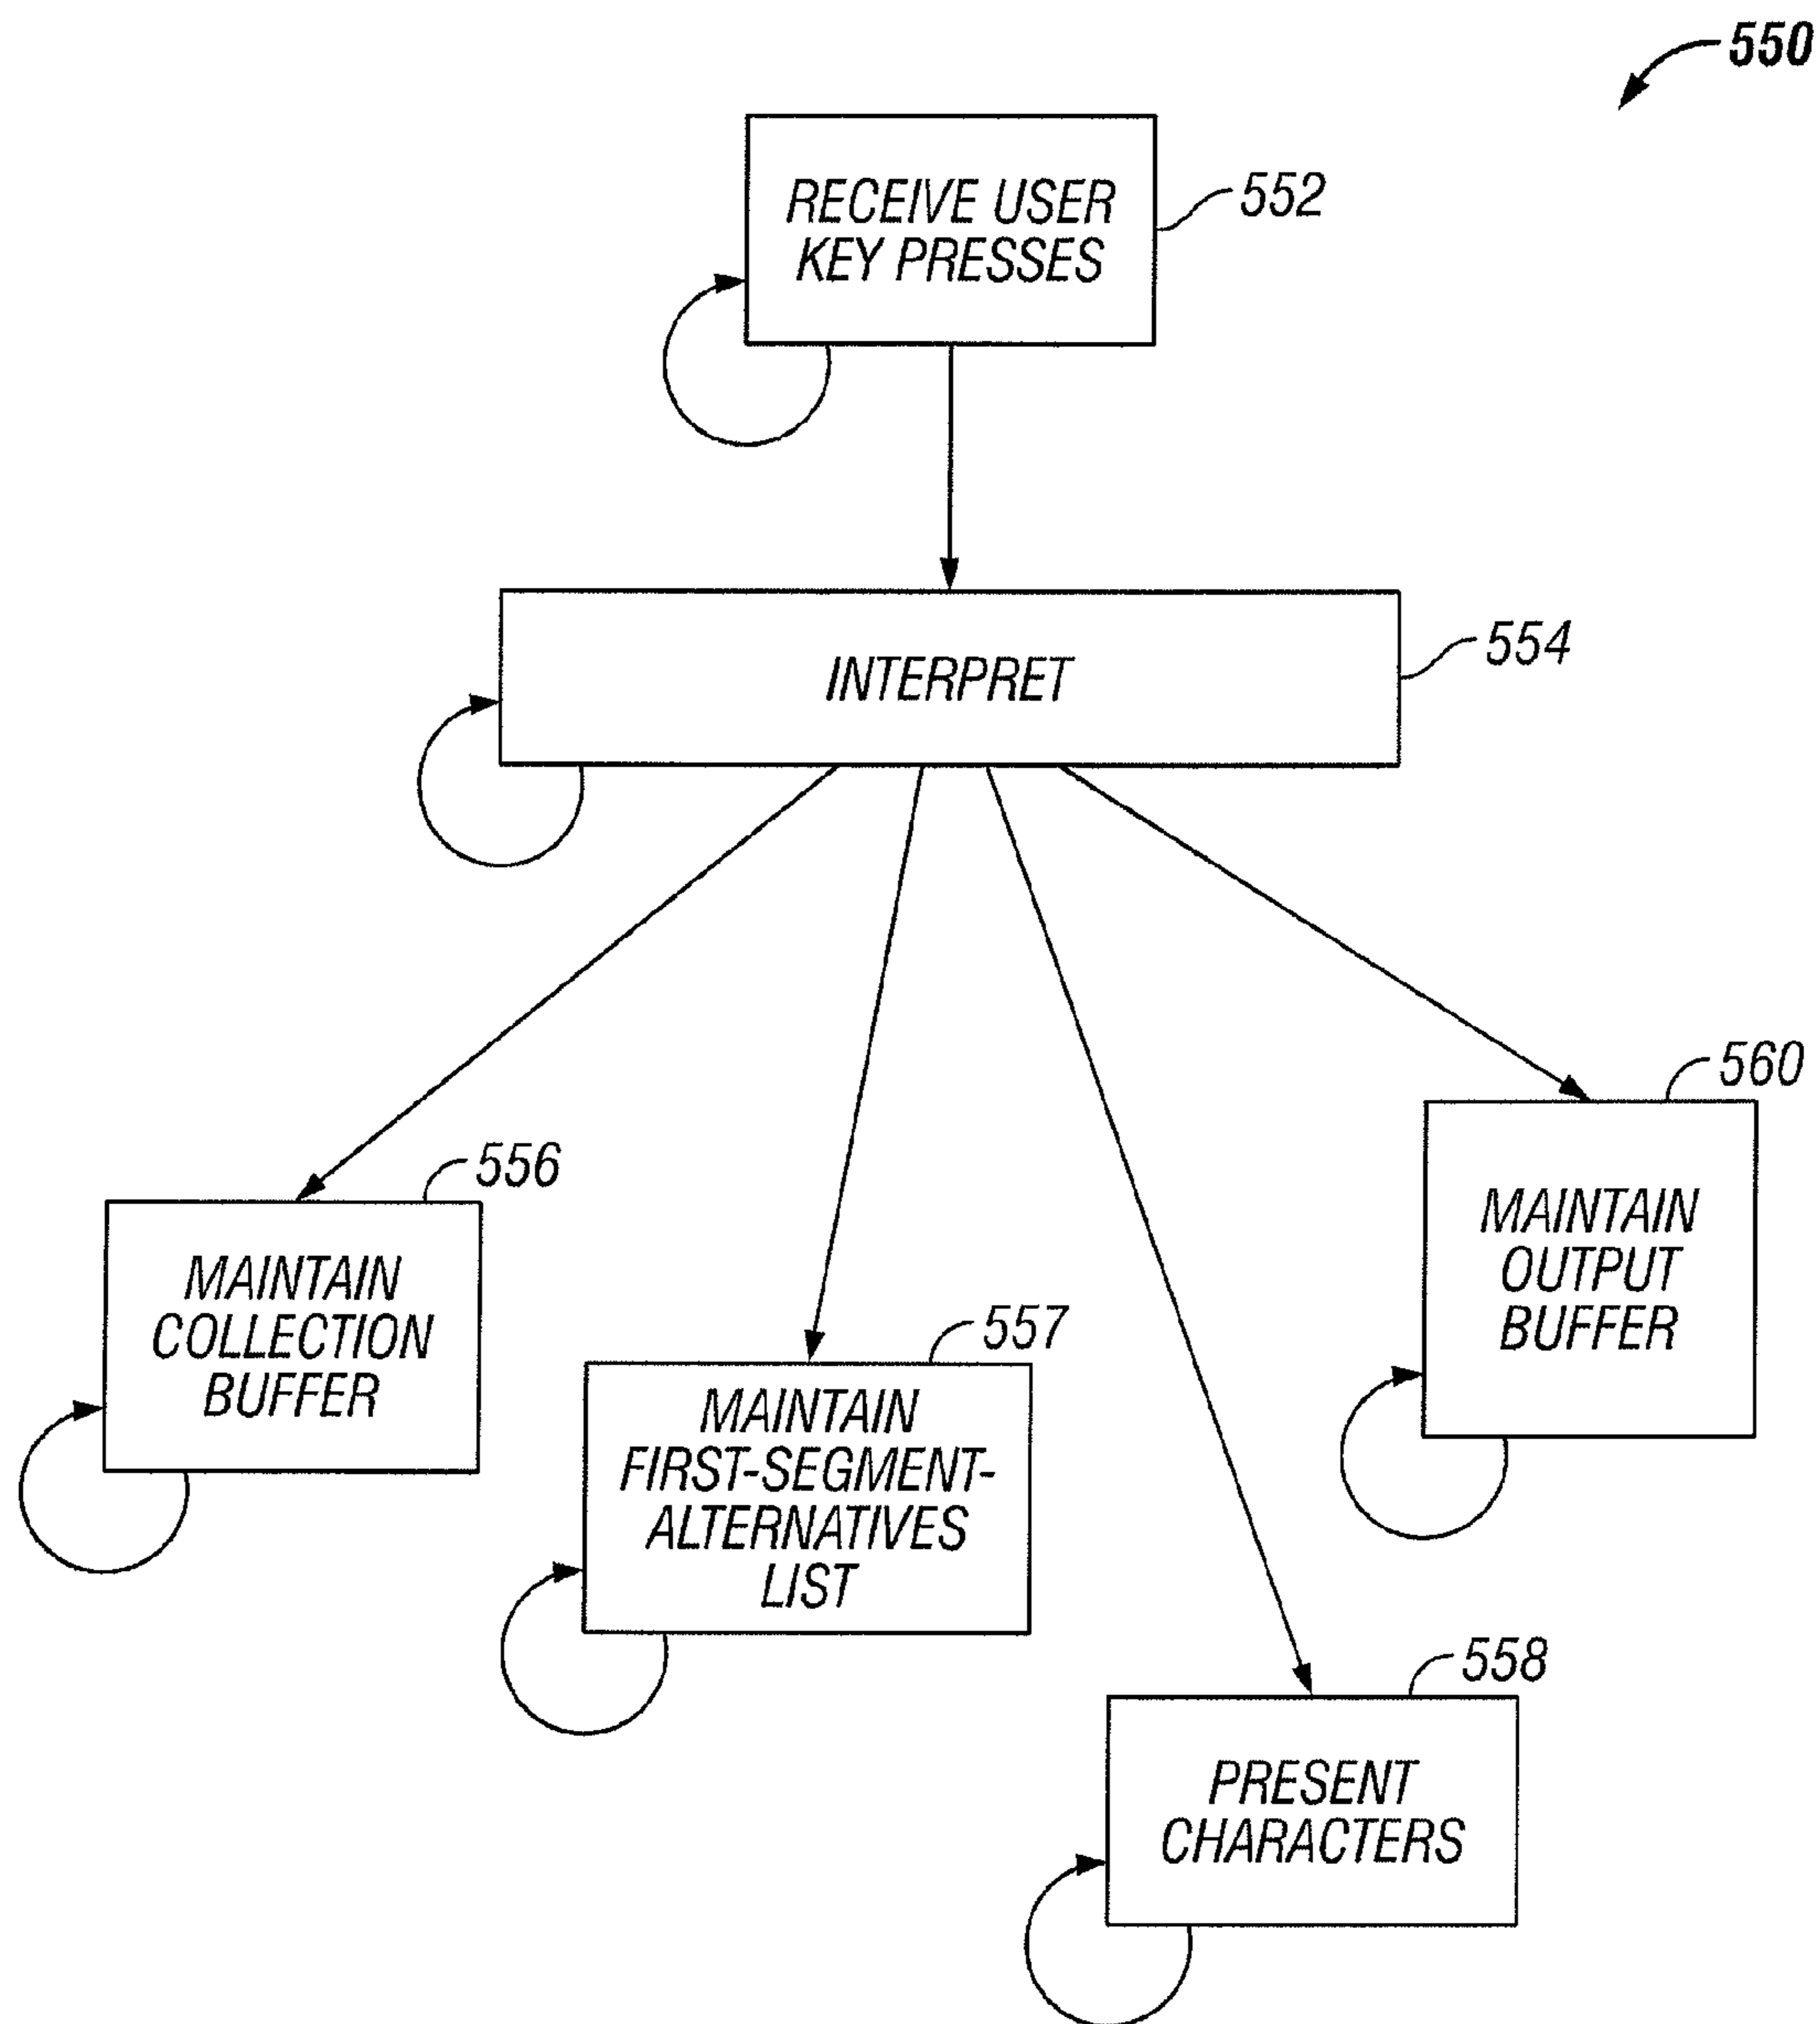 550
RECEIVE USER
KEY PRESSES
552
INTERPRET
554
556
MAINTAIN
COLLECTION
BUFFER
557
MAINTAIN
FIRST-SEGMENT-
ALTERNATIVES
LIST
558
PRESENT
CHARACTERS
560
MAINTAIN
OUTPUT
BUFFER